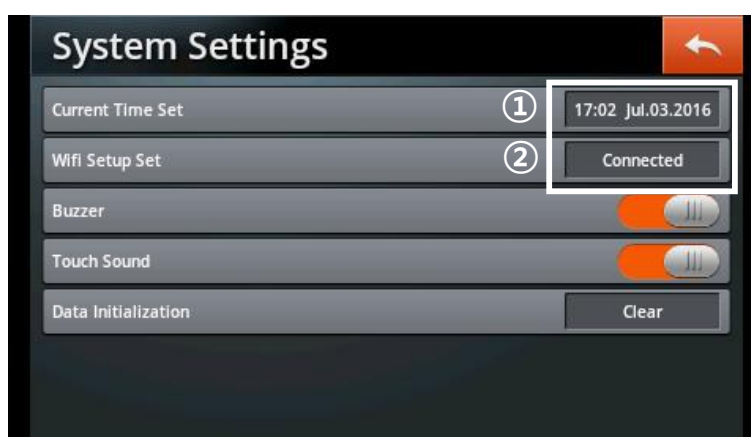 System Settings
Current Time Set ① 17:02 Jul.03.2016
Wifi Setup Set ② Connected
Buzzer
Touch Sound
Data Initialization Clear